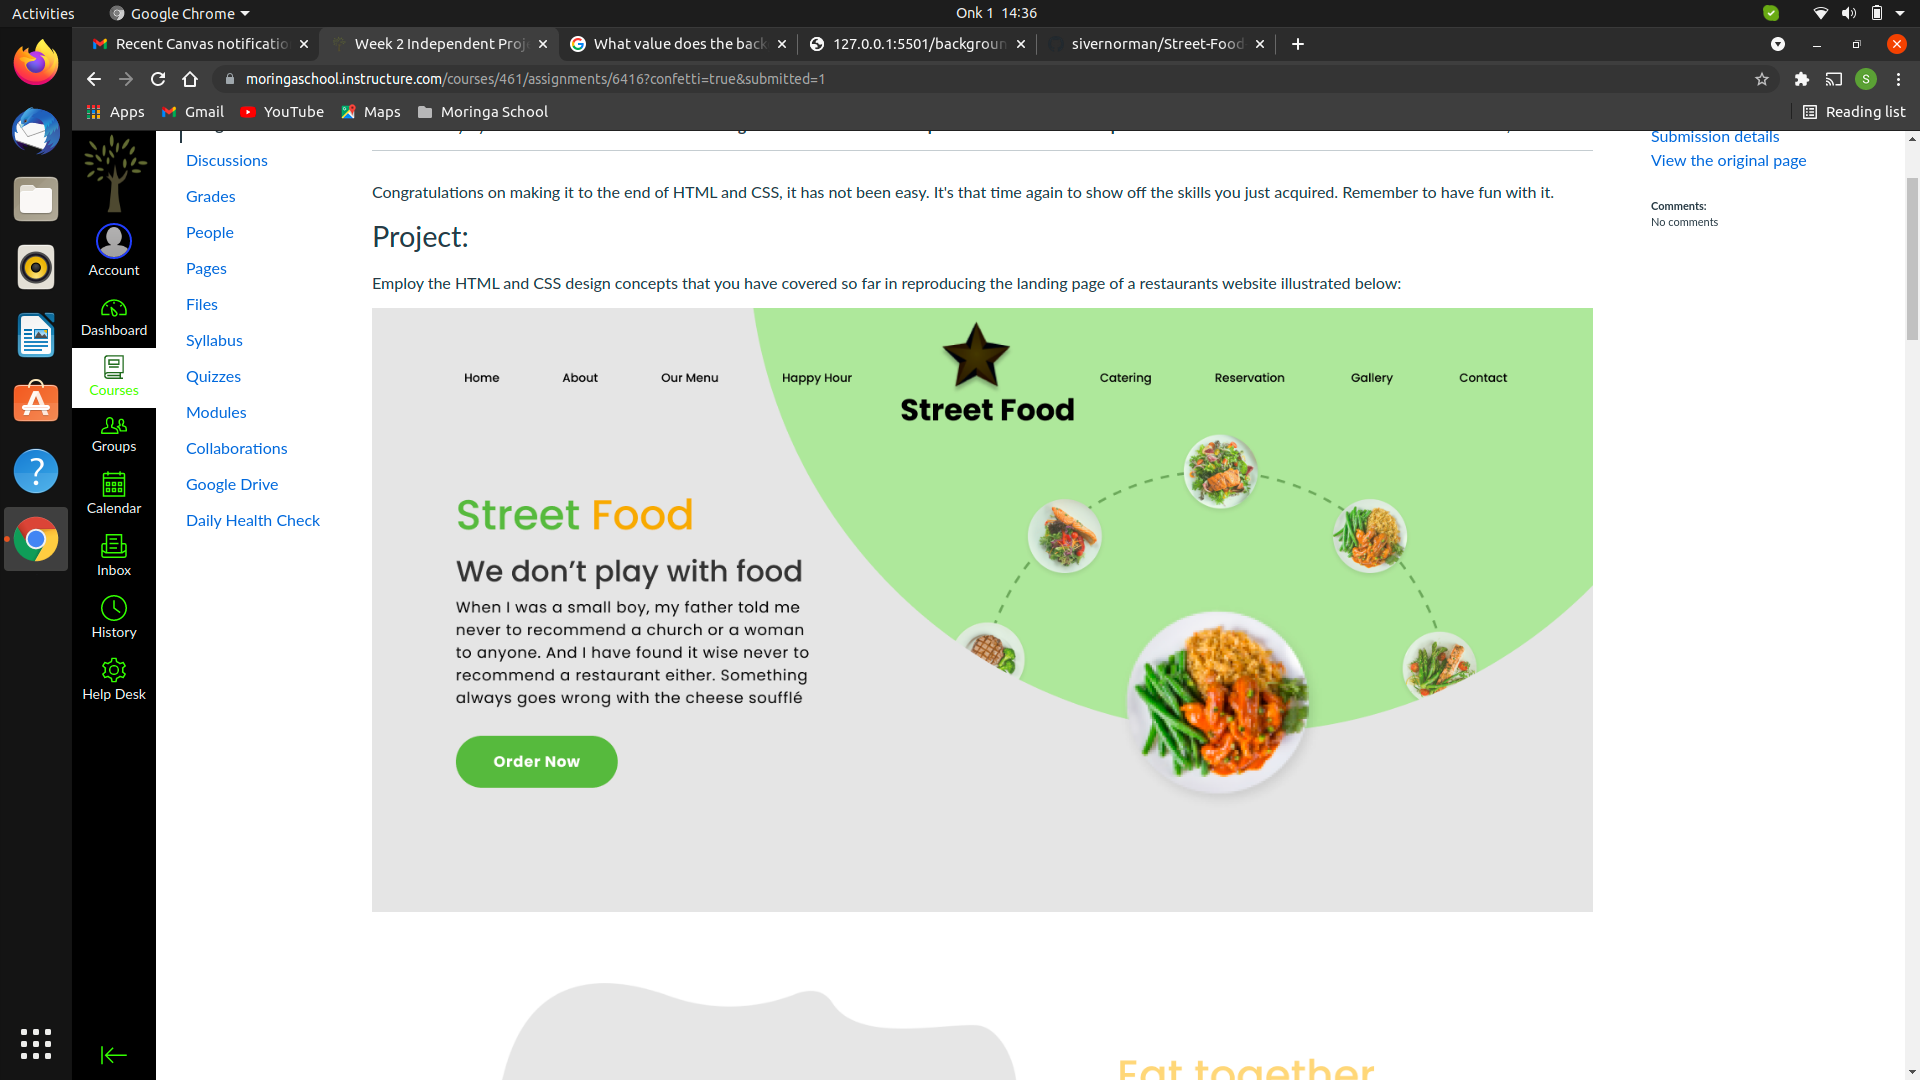 Activities
Google Chrome
Onk 1 14:36
Recent Canvas notificatio
Week 2 Independent Proj
What value does the back
127.0.0.1:5501/backgroun
sivernorman/Street-Food
moringaschool.instructure.com/courses/461/assignments/6416?confetti=true&submitted=1
S
Apps
Gmail
YouTube
Maps
Moringa School
Reading list
Account
Dashboard
Courses
Groups
Calendar
Inbox
History
Help Desk
Discussions
Grades
People
Pages
Files
Syllabus
Quizzes
Modules
Collaborations
Google Drive
Daily Health Check
Submission details
View the original page
Comments:
No comments
Congratulations on making it to the end of HTML and CSS, it has not been easy. It's that time again to show off the skills you just acquired. Remember to have fun with it.
Project:
Employ the HTML and CSS design concepts that you have covered so far in reproducing the landing page of a restaurants website illustrated below:
Home
About
Our Menu
Happy Hour
Street Food
Catering
Reservation
Gallery
Contact
Street Food
We don’t play with food
When I was a small boy, my father told me
never to recommend a church or a woman
to anyone. And I have found it wise never to
recommend a restaurant either. Something
always goes wrong with the cheese soufflé
Order Now
Eat together